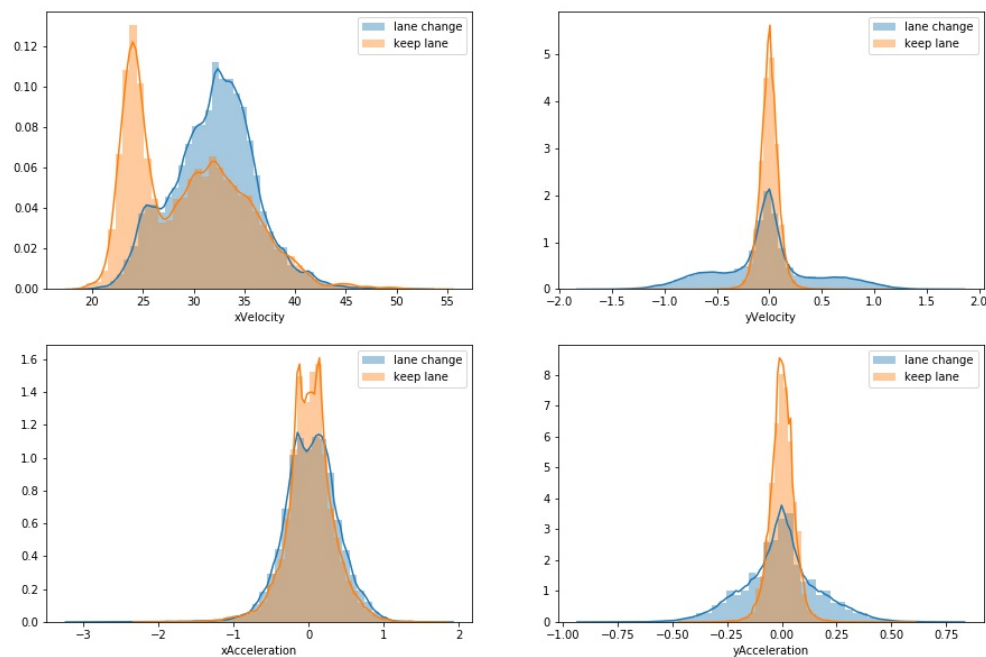 lane change
keep lane
0.12
0.10
0.08
0.06
0.04
0.02
0.00
20 25 30 35 40 45 50 55
xVelocity
lane change
keep lane
5
4
3
2
1
0
−2.0 −1.5 −1.0 −0.5 0.0 0.5 1.0 1.5 2.0
yVelocity
lane change
keep lane
1.6
1.4
1.2
1.0
0.8
0.6
0.4
0.2
0.0
−3 −2 −1 0 1 2
xAcceleration
lane change
keep lane
8
7
6
5
4
3
2
1
0
−1.00 −0.75 −0.50 −0.25 0.00 0.25 0.50 0.75
yAcceleration